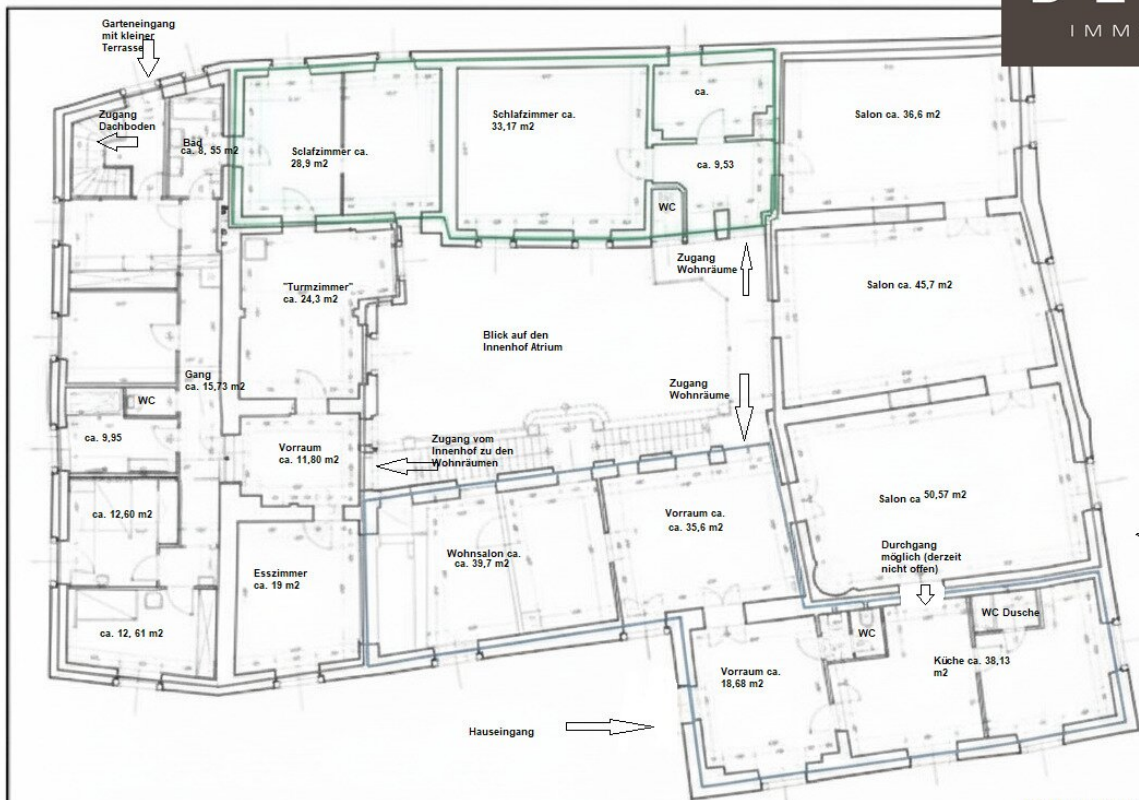 IMM
Garteneingang
mit kleiner
Terrasse
Zugang
Dachboden
Bad
ca. 8, 55 m2
Sclafzimmer ca.
28,9 m2
Schlafzimmer ca.
33,17 m2
ca.
ca. 9,53
WC
Salon ca. 36,6 m2
Zugang
Wohnräume
"Turmzimmer"
ca. 24,3 m2
Salon ca. 45,7 m2
Blick auf den
Innenhof Atrium
Gang
ca. 15,73 m2
WC
Zugang
Wohnräume
ca. 9,95
Vorraum
ca. 11,80 m2
Zugang vom
Innenhof zu den
Wohnräumen
ca. 12,60 m2
Vorraum ca.
ca. 35,6 m2
Salon ca 50,57 m2
Wohnsalon ca.
ca. 39,7 m2
Durchgang
möglich (derzeit
nicht offen)
Esszimmer
ca. 19 m2
ca. 12, 61 m2
WC
WC Dusche
Vorraum ca.
18,68 m2
Küche ca. 38,13
m2
Hauseingang